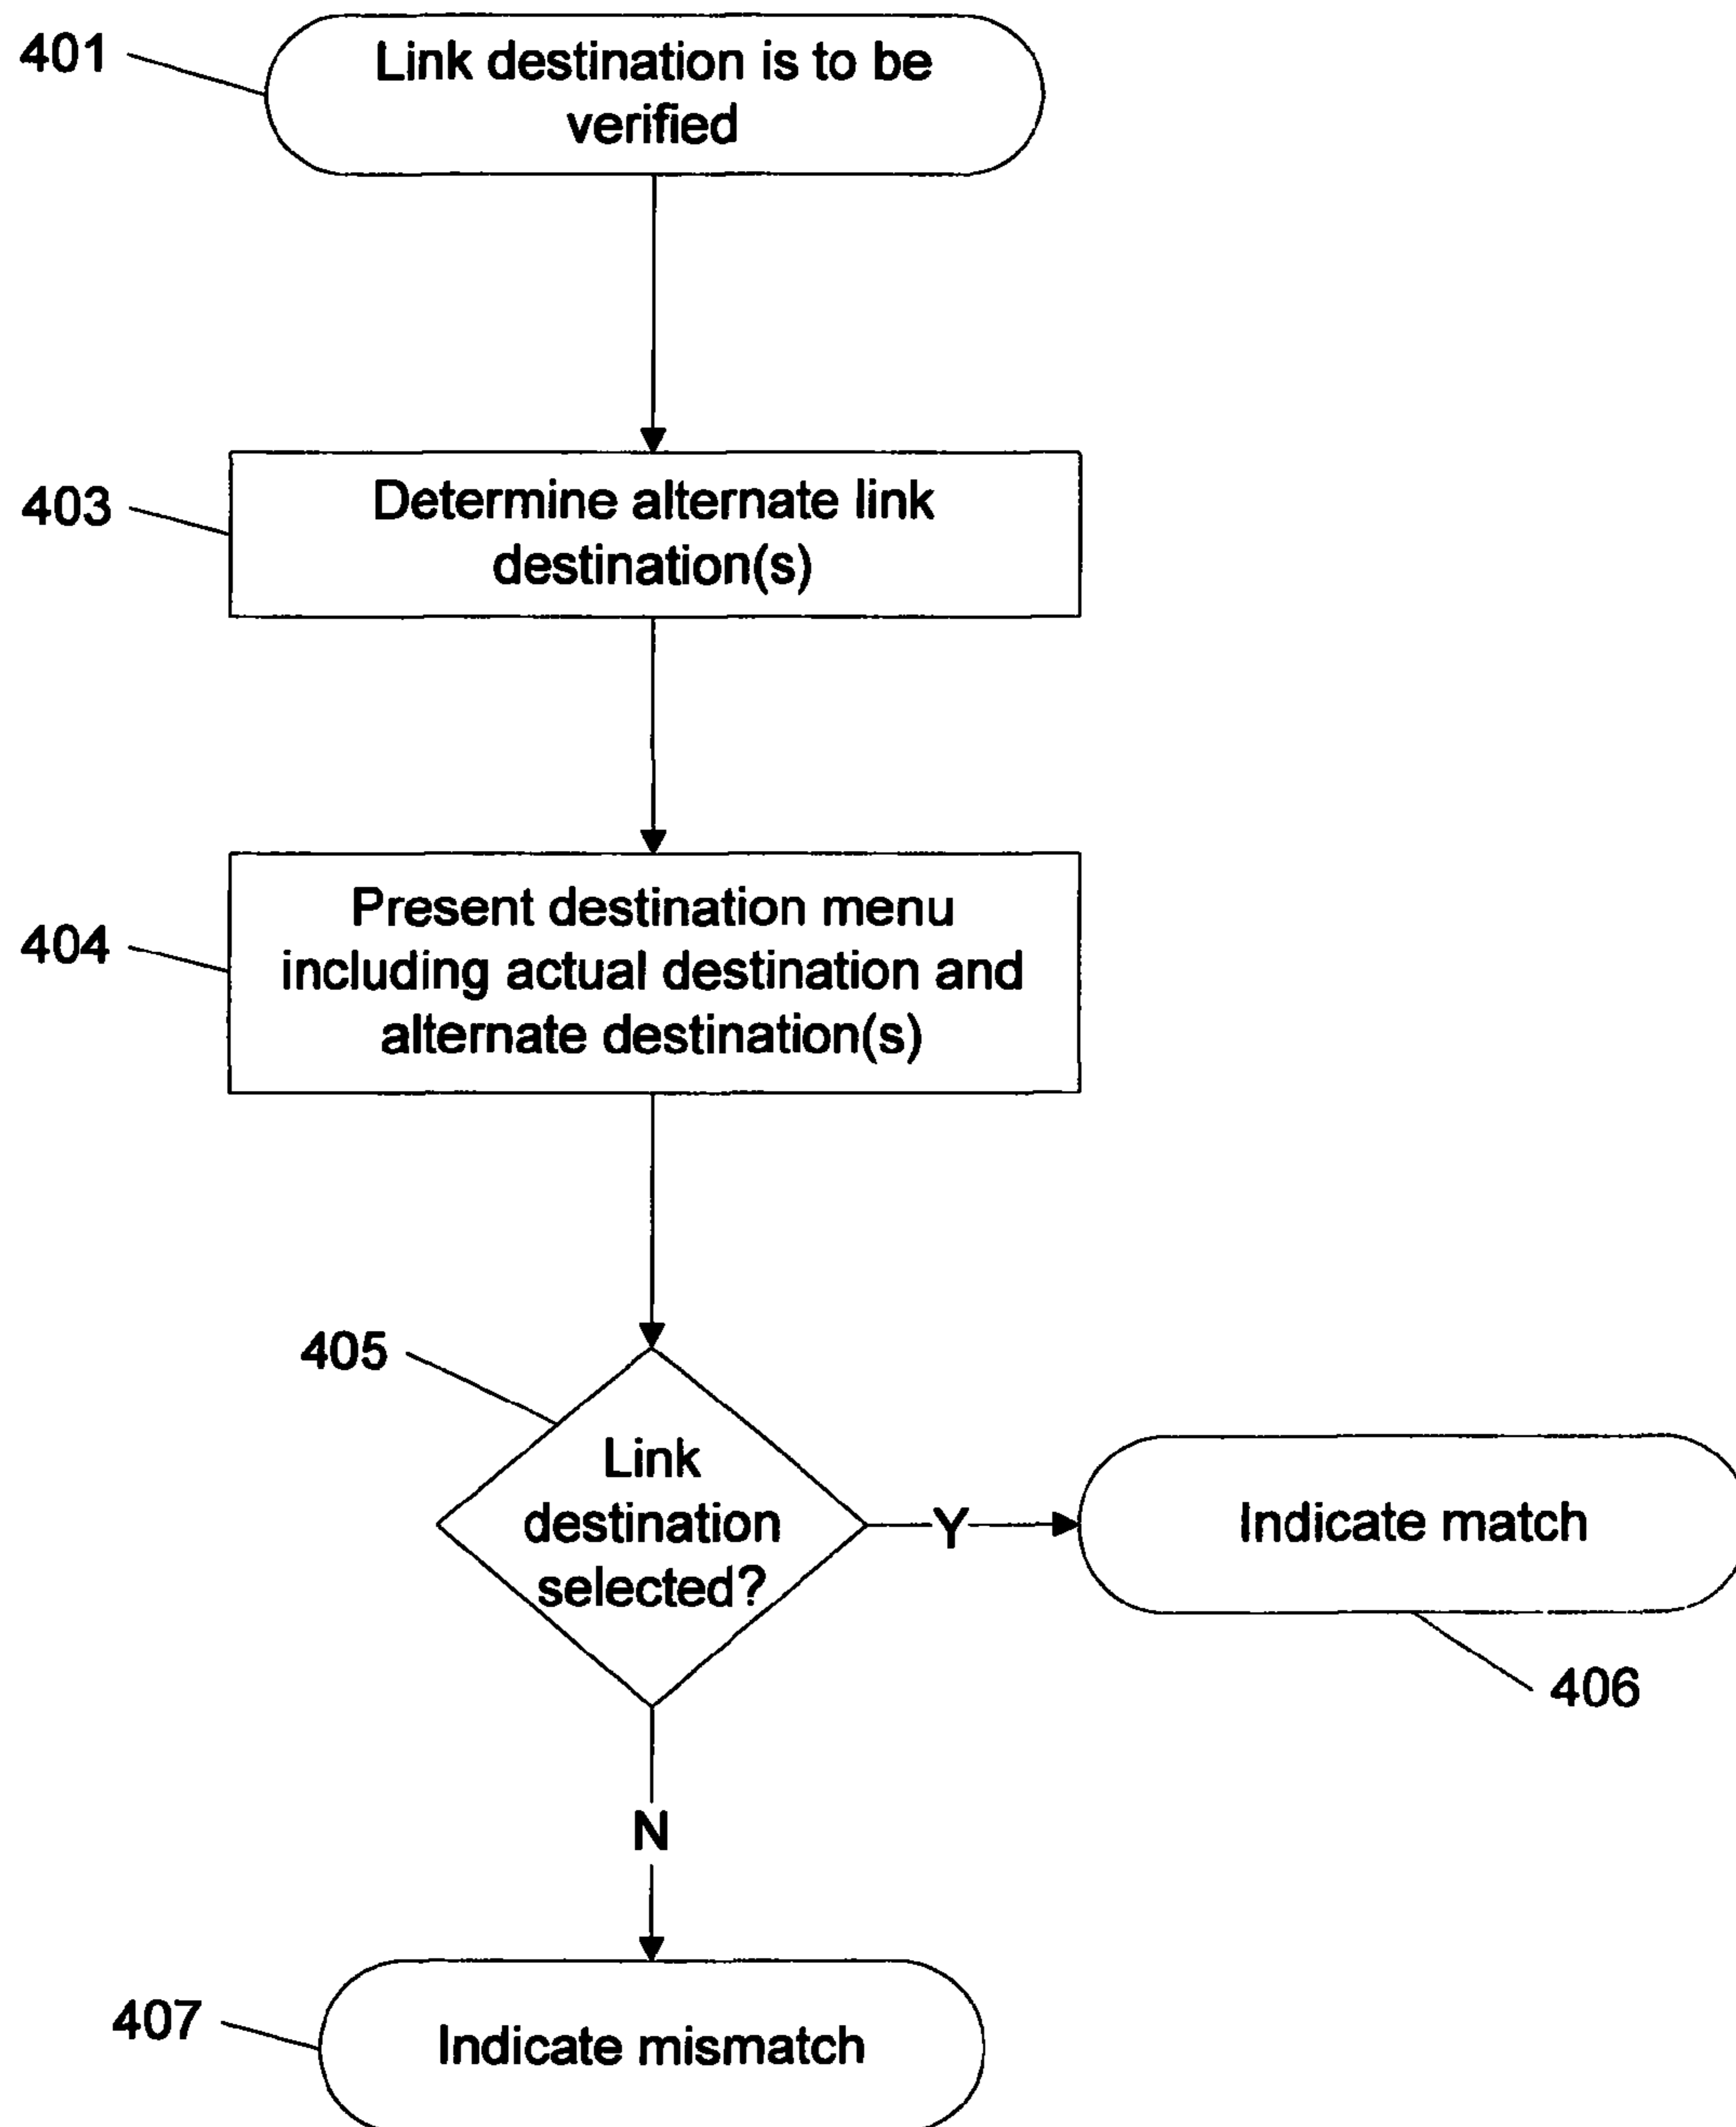 401
Link destination is to be
verified
403
Determine alternate link
destination(s)
404
Present destination menu
including actual destination and
alternate destination(s)
405
Link
destination
selected?
Y
Indicate match
406
N
407
Indicate mismatch